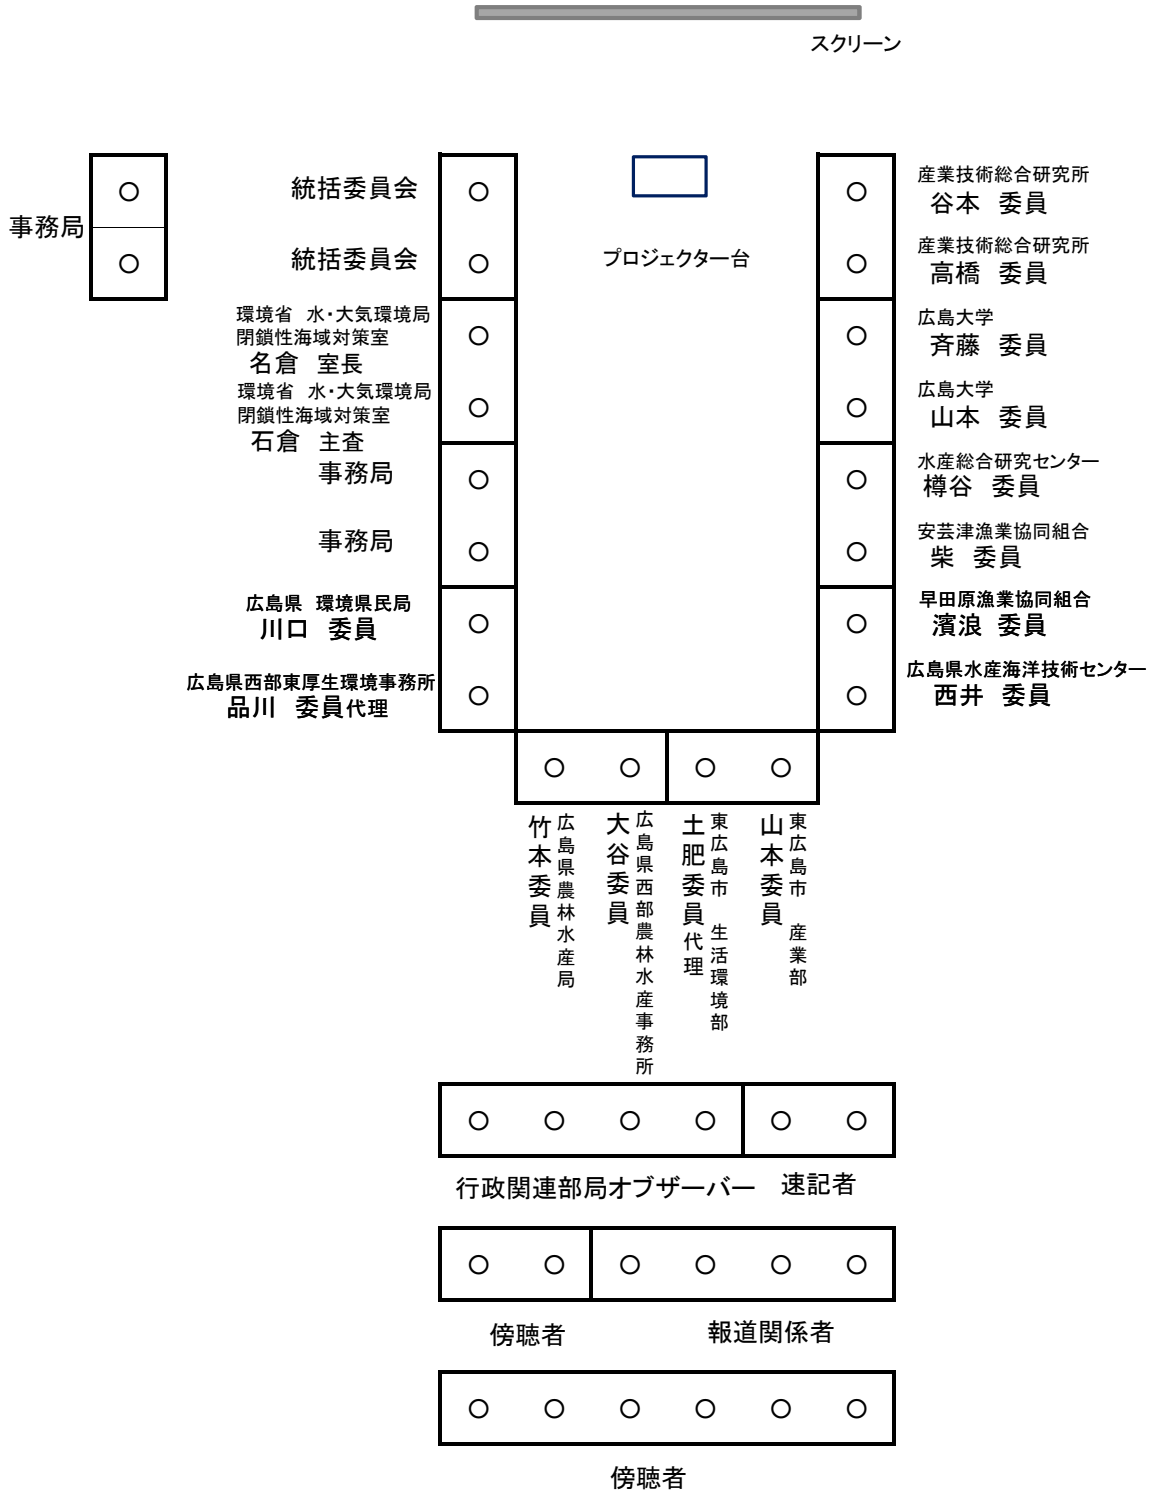 スクリーン
事務局
統括委員会
統括委員会
環境省　水・大気環境局
閉鎖性海域対策室
名倉　室長
環境省　水・大気環境局
閉鎖性海域対策室
石倉　主査
事務局
事務局
広島県　環境県民局
川口　委員
広島県西部東厚生環境事務所
品川　委員代理
プロジェクター台
産業技術総合研究所
谷本　委員
産業技術総合研究所
高橋　委員
広島大学
斉藤　委員
広島大学
山本　委員
水産総合研究センター
樽谷　委員
安芸津漁業協同組合
柴　委員
早田原漁業協同組合
濱浪　委員
広島県水産海洋技術センター
西井　委員
東広島市　産業部
山本委員
東広島市　生活環境部
土肥委員代理
広島県西部農林水産事務所
大谷委員
広島県農林水産局
竹本委員
行政関連部局オブザーバー
速記者
傍聴者
報道関係者
傍聴者